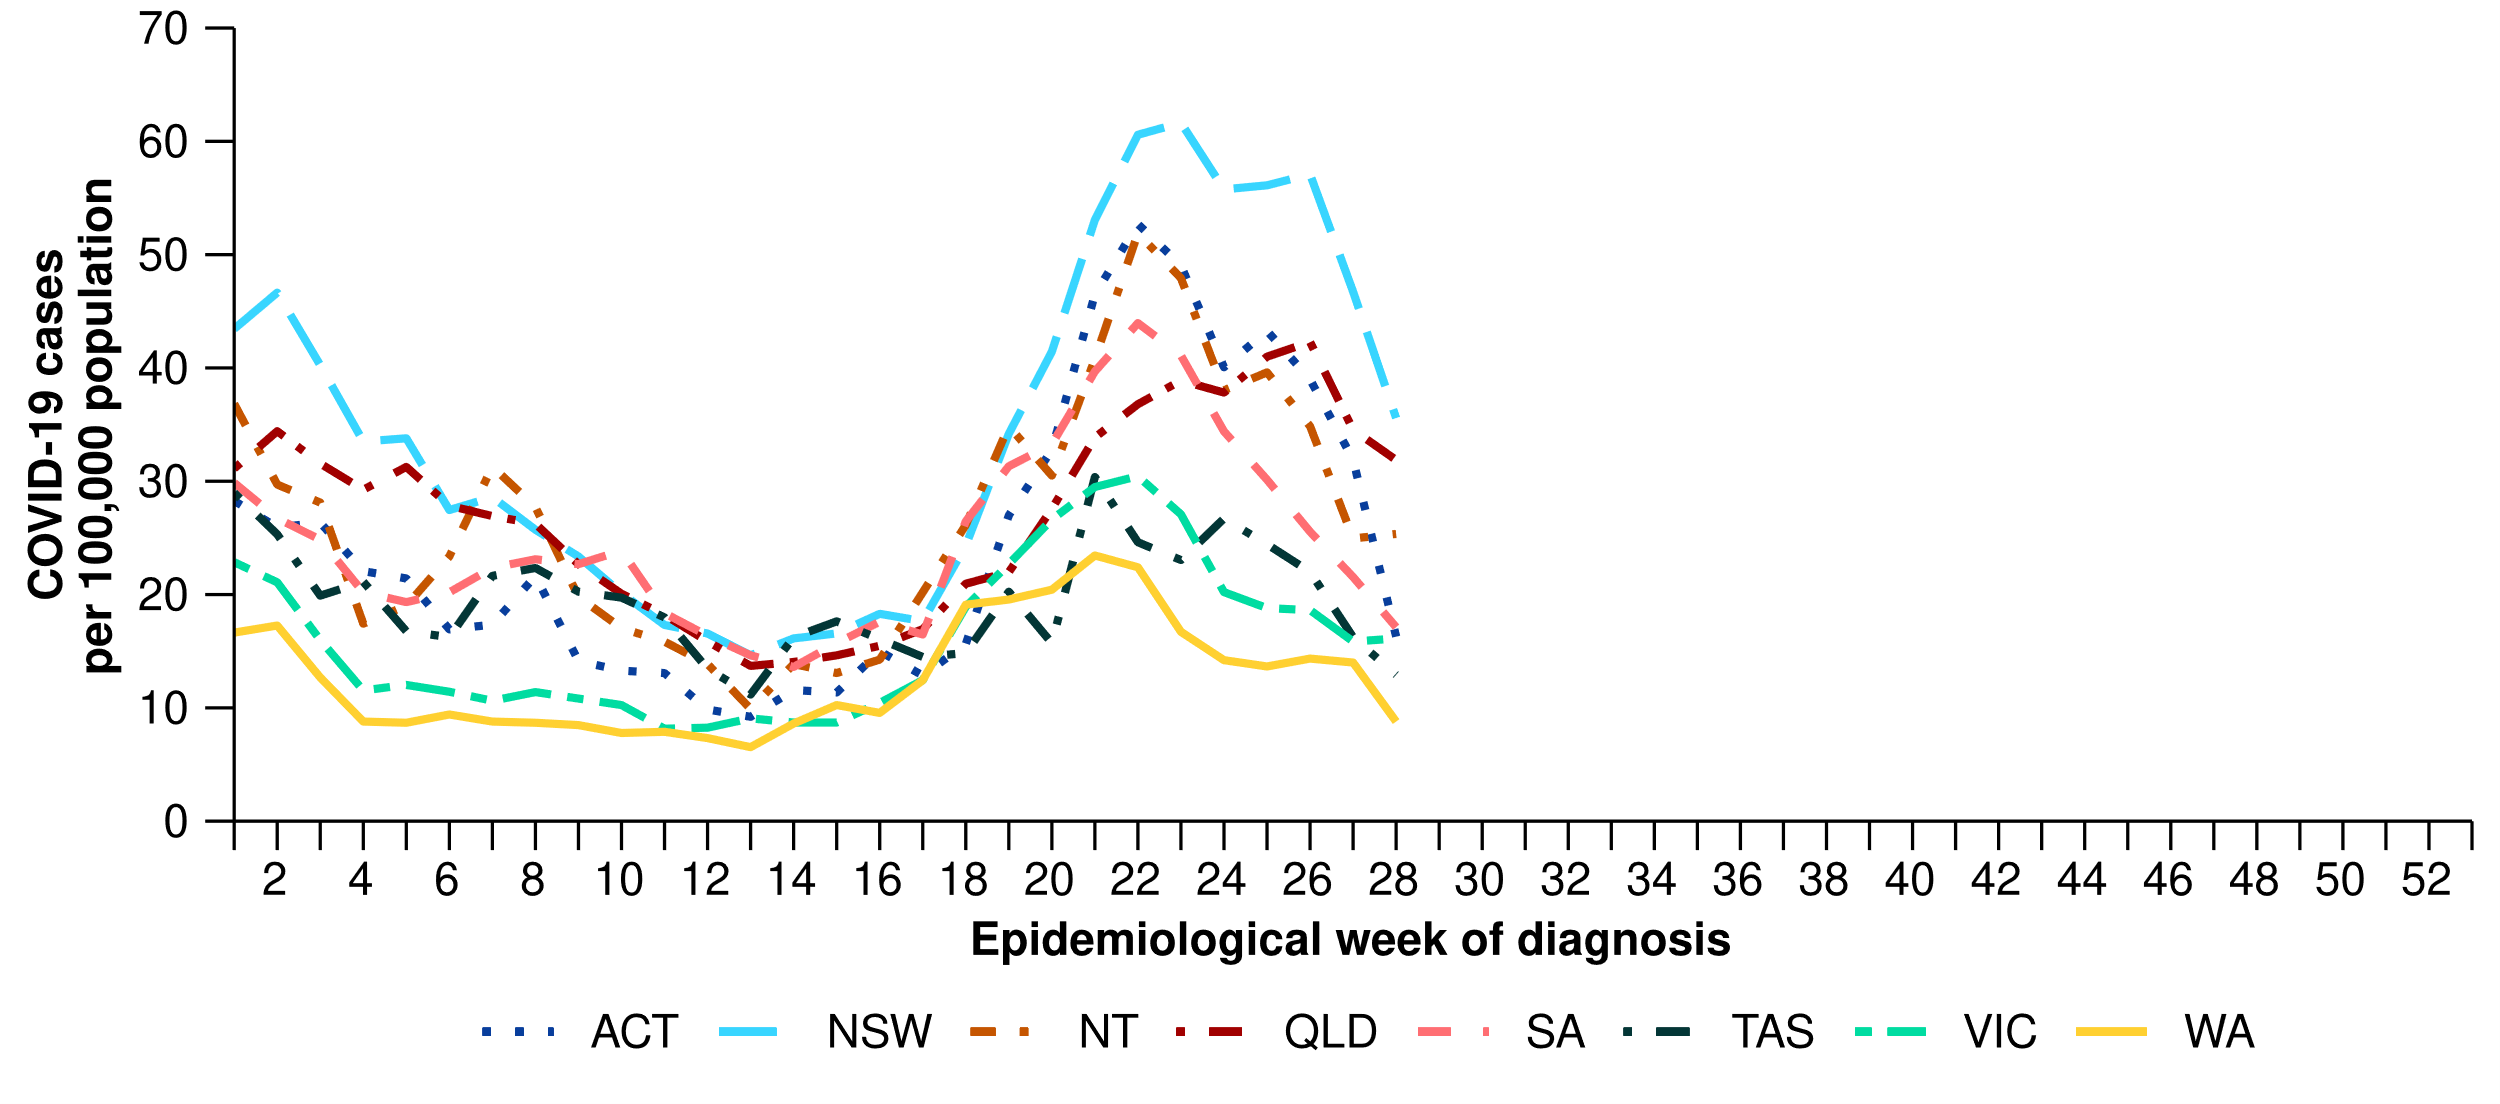 COVID-19 cases
per 100,000 population
70
60
50
40
30
20
10
0
2 4 6 8 10 12 14 16 18 20 22 24 26 28 30 32 34 36 38 40 42 44 46 48 50 52
Epidemiological week of diagnosis
ACT NSW NT QLD SA TAS VIC WA